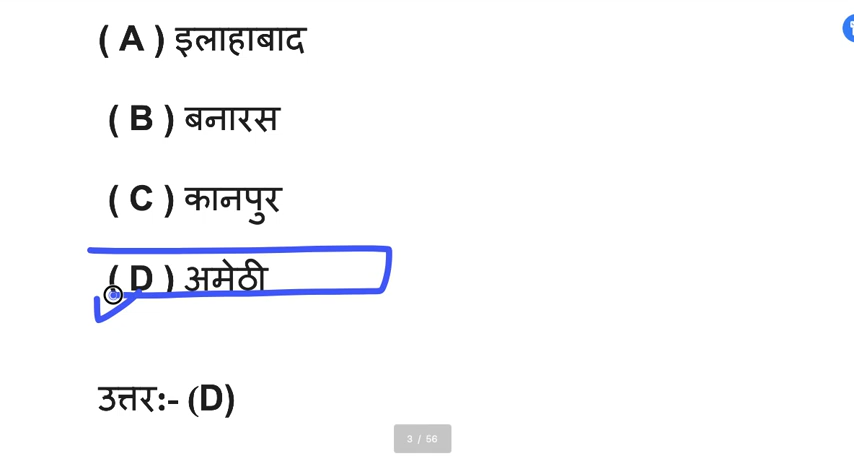 ( A ) इलाहाबाद
( B ) बनारस
( C ) कानपुर
( D ) अमेठी
उत्तर:- (D)
3 / 56